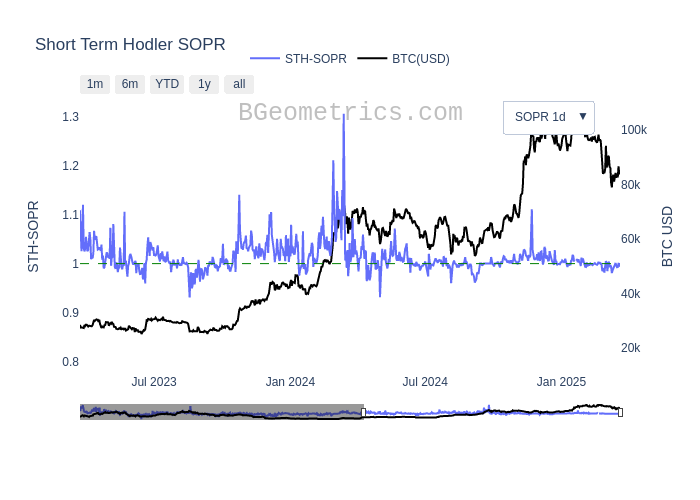 Short Term Hodler SOPR
STH-SOPR BTC(USD)
1m 6m YTD 1y all
BGeometrics.com
SOPR 1d ▼
1.3
1.2
1.1
1
0.9
0.8
STH-SOPR
100k
80k
60k
40k
20k
BTC USD
Jul 2023 Jan 2024 Jul 2024 Jan 2025